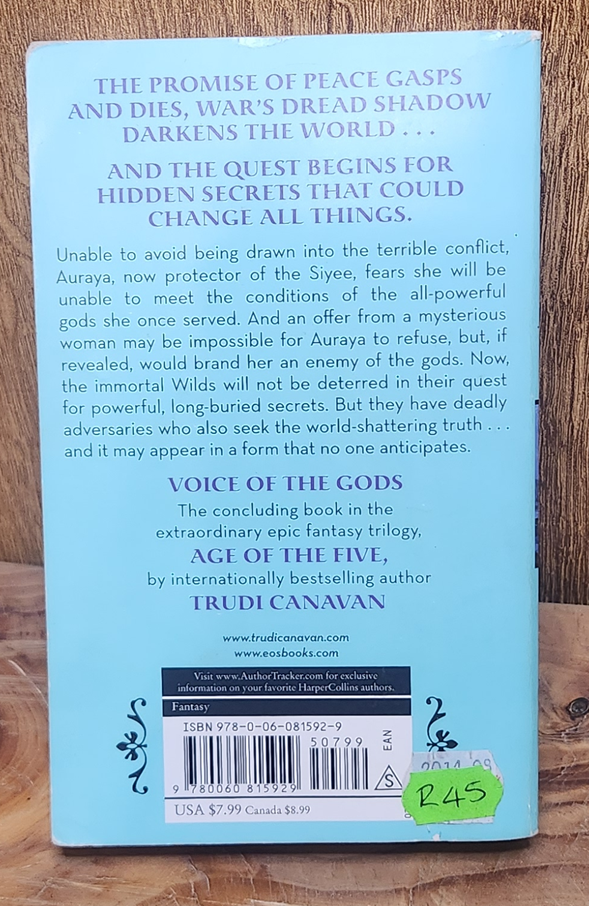 THE PROMISE OF PEACE GASPS
AND DIES, WAR'S DREAD SHADOW
DARKENS THE WORLD . . .
AND THE QUEST BEGINS FOR
HIDDEN SECRETS THAT COULD
CHANGE ALL THINGS.
Unable to avoid being drawn into the terrible conflict,
Auraya, now protector of the Siyee, fears she will be
unable to meet the conditions of the all-powerful
gods she once served. And an offer from a mysterious
woman may be impossible for Auraya to refuse, but, if
revealed, would brand her an enemy of the gods. Now,
the immortal Wilds will not be deterred in their quest
for powerful, long-buried secrets. But they have deadly
adversaries who also seek the world-shattering truth . . .
and it may appear in a form that no one anticipates.
VOICE OF THE GODS
The concluding book in the
extraordinary epic fantasy trilogy,
AGE OF THE FIVE,
by internationally bestselling author
TRUDI CANAVAN
www.trudicanavan.com
www.eosbooks.com
Visit www.AuthorTracker.com for exclusive
information on your favorite HarperCollins authors.
Fantasy
ISBN 978-0-06-081592-9
50799
EAN
9 780060 815929
S
USA $7.99 Canada $8.99
2014 09
R45